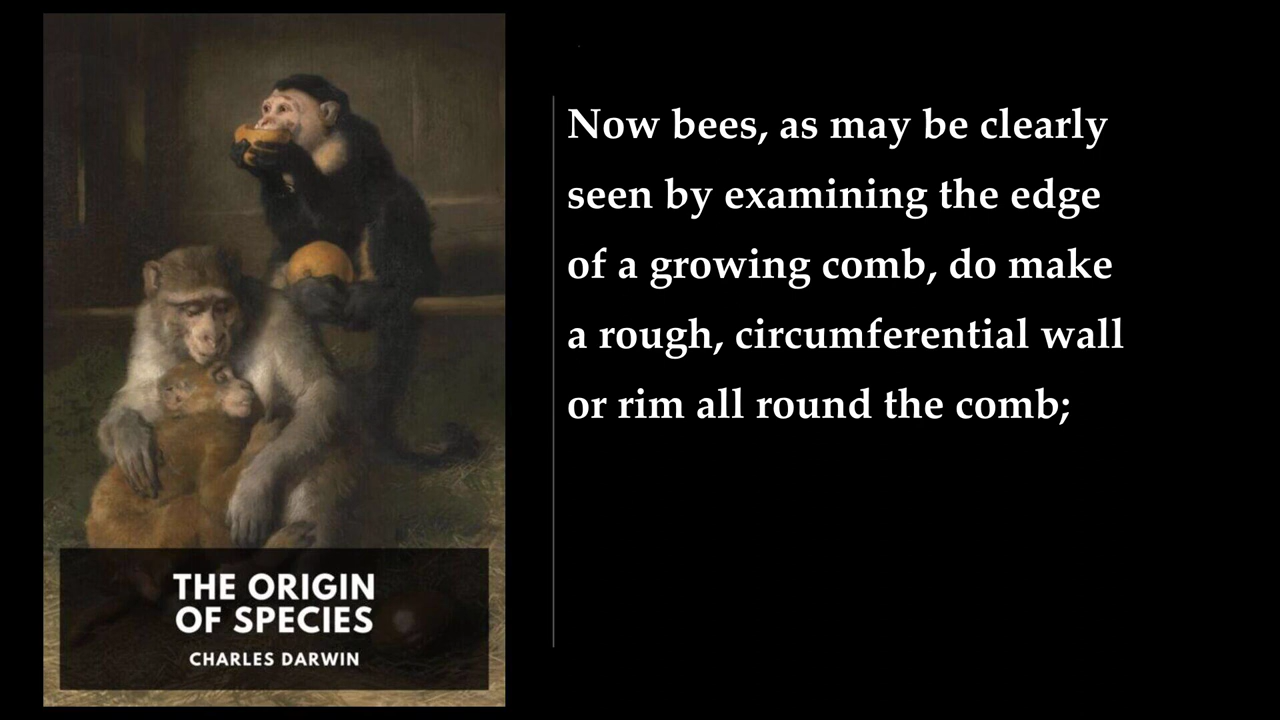 THE ORIGIN
OF SPECIES
CHARLES DARWIN
Now bees, as may be clearly
seen by examining the edge
of a growing comb, do make
a rough, circumferential wall
or rim all round the comb;